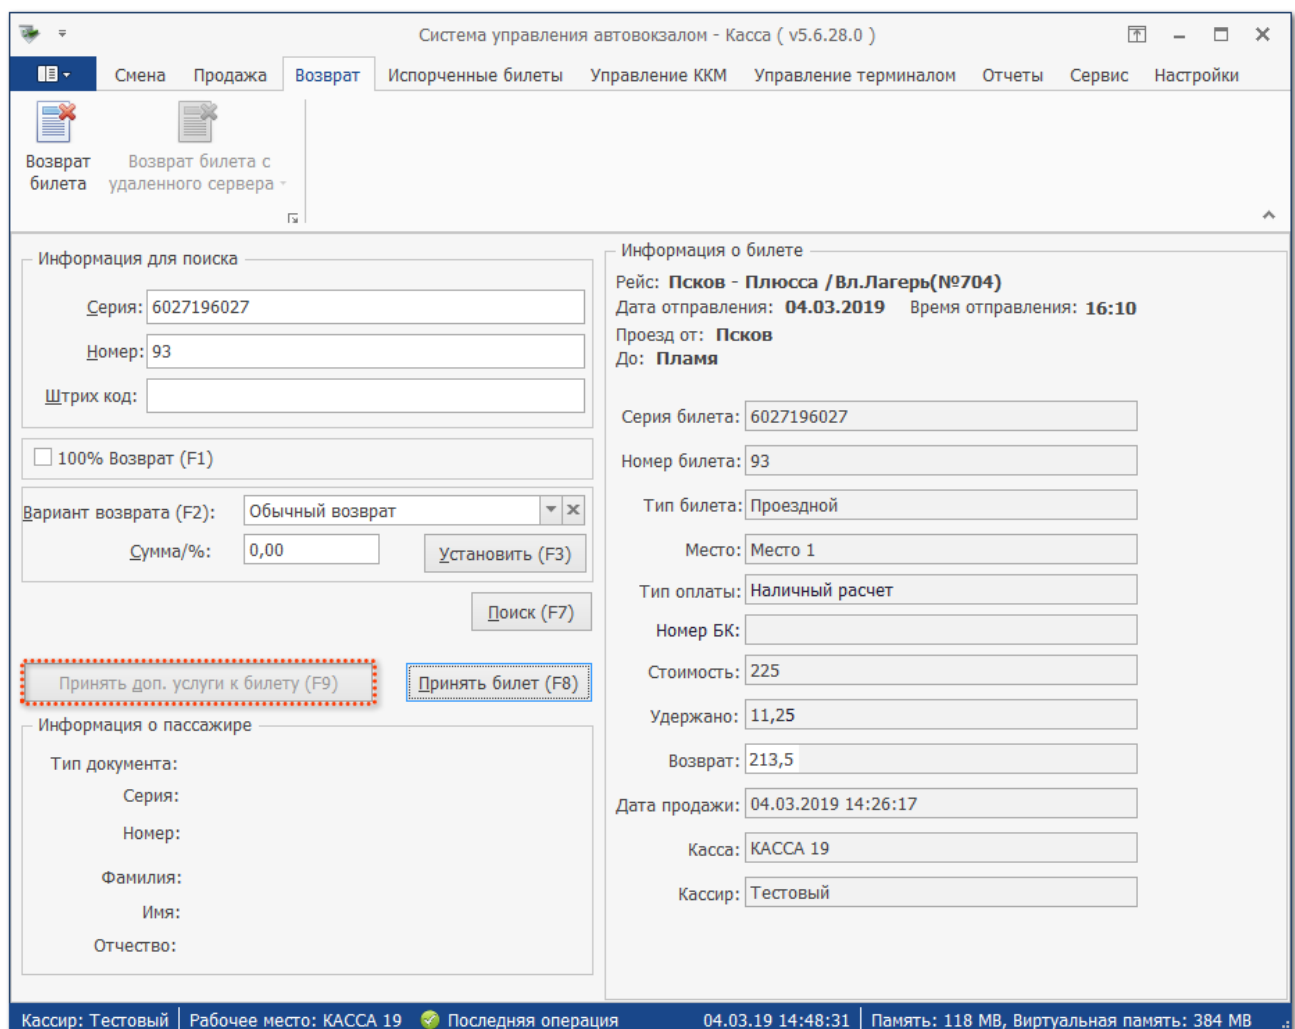 Система управления автовокзалом - Касса ( v5.6.28.0 )
Смена Продажа Возврат Испорченные билеты Управление ККМ Управление терминалом Отчеты Сервис Настройки
Возврат билета
Возврат билета с удаленного сервера
Информация для поиска
Серия: 6027196027
Номер: 93
Штрих код:
100% Возврат (F1)
Вариант возврата (F2): Обычный возврат
Сумма/%: 0,00 Установить (F3)
Поиск (F7)
Принять доп. услуги к билету (F9) Принять билет (F8)
Информация о пассажире
Тип документа:
Серия:
Номер:
Фамилия:
Имя:
Отчество:
Информация о билете
Рейс: Псков - Плюсса /Вл.Лагерь(№704)
Дата отправления: 04.03.2019 Время отправления: 16:10
Проезд от: Псков
До: Пламя
Серия билета: 6027196027
Номер билета: 93
Тип билета: Проездной
Место: Место 1
Тип оплаты: Наличный расчет
Номер БК:
Стоимость: 225
Удержано: 11,25
Возврат: 213,5
Дата продажи: 04.03.2019 14:26:17
Касса: КАССА 19
Кассир: Тестовый
Кассир: Тестовый Рабочее место: КАССА 19 Последняя операция 04.03.19 14:48:31 Память: 118 MB, Виртуальная память: 384 MB